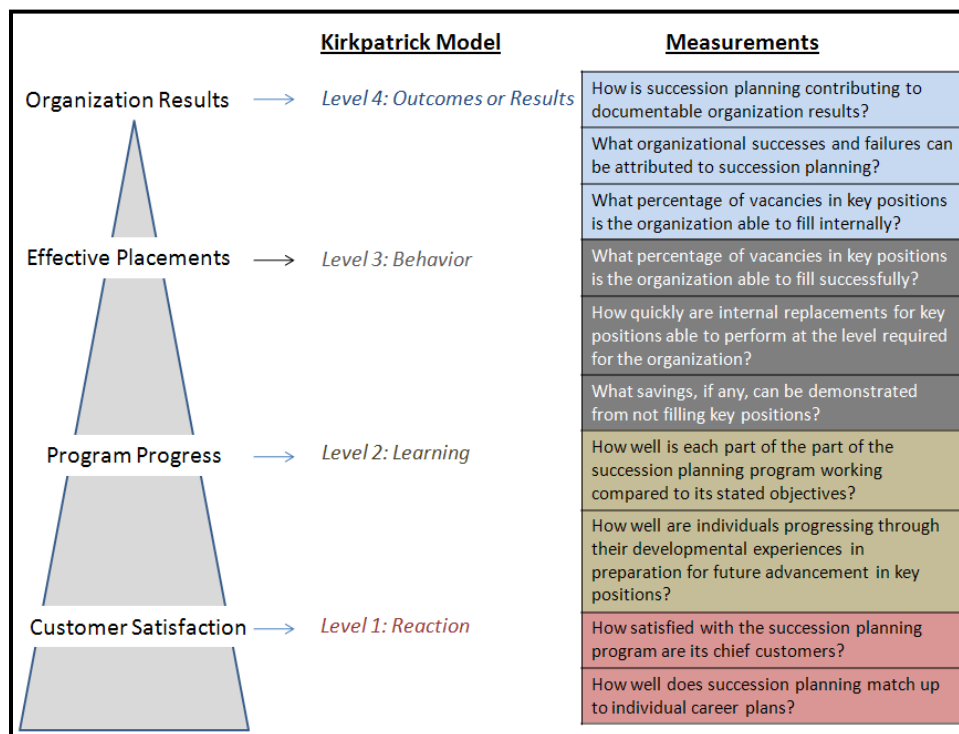 Kirkpatrick Model
Measurements
Organization Results
Level 4: Outcomes or Results
How is succession planning contributing to
documentable organization results?
What organizational successes and failures can
be attributed to succession planning?
What percentage of vacancies in key positions
is the organization able to fill internally?
Effective Placements
Level 3: Behavior
What percentage of vacancies in key positions
is the organization able to fill successfully?
How quickly are internal replacements for key
positions able to perform at the level required
for the organization?
What savings, if any, can be demonstrated
from not filling key positions?
Program Progress
Level 2: Learning
How well is each part of the part of the
succession planning program working
compared to its stated objectives?
How well are individuals progressing through
their developmental experiences in
preparation for future advancement in key
positions?
Customer Satisfaction
Level 1: Reaction
How satisfied with the succession planning
program are its chief customers?
How well does succession planning match up
to individual career plans?